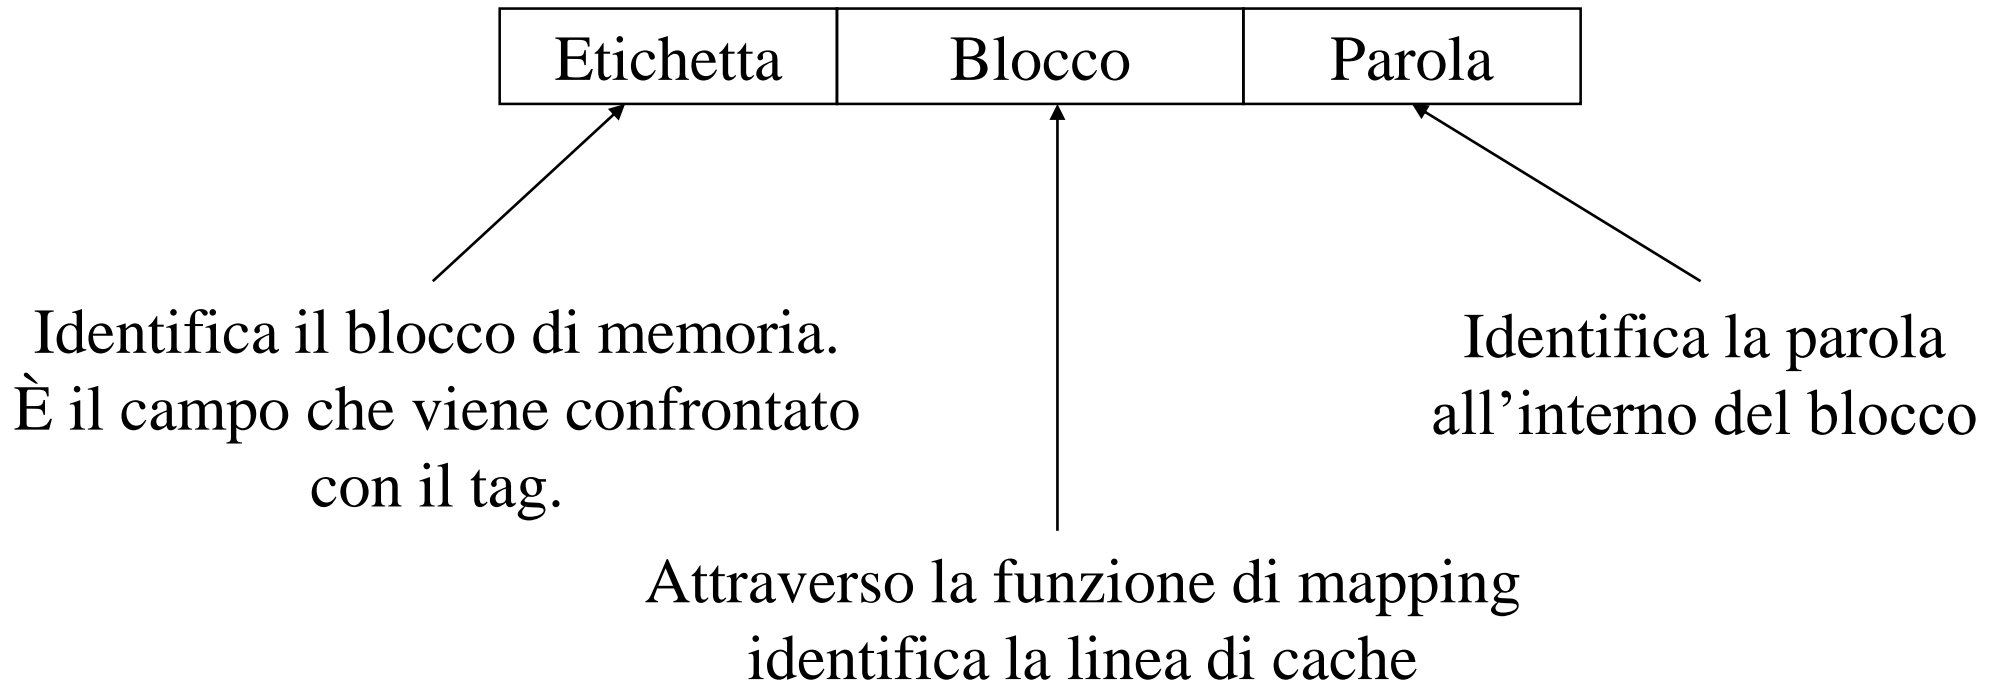 Etichetta Blocco Parola
Identifica il blocco di memoria.
È il campo che viene confrontato
con il tag.
Identifica la parola
all’interno del blocco
Attraverso la funzione di mapping
identifica la linea di cache